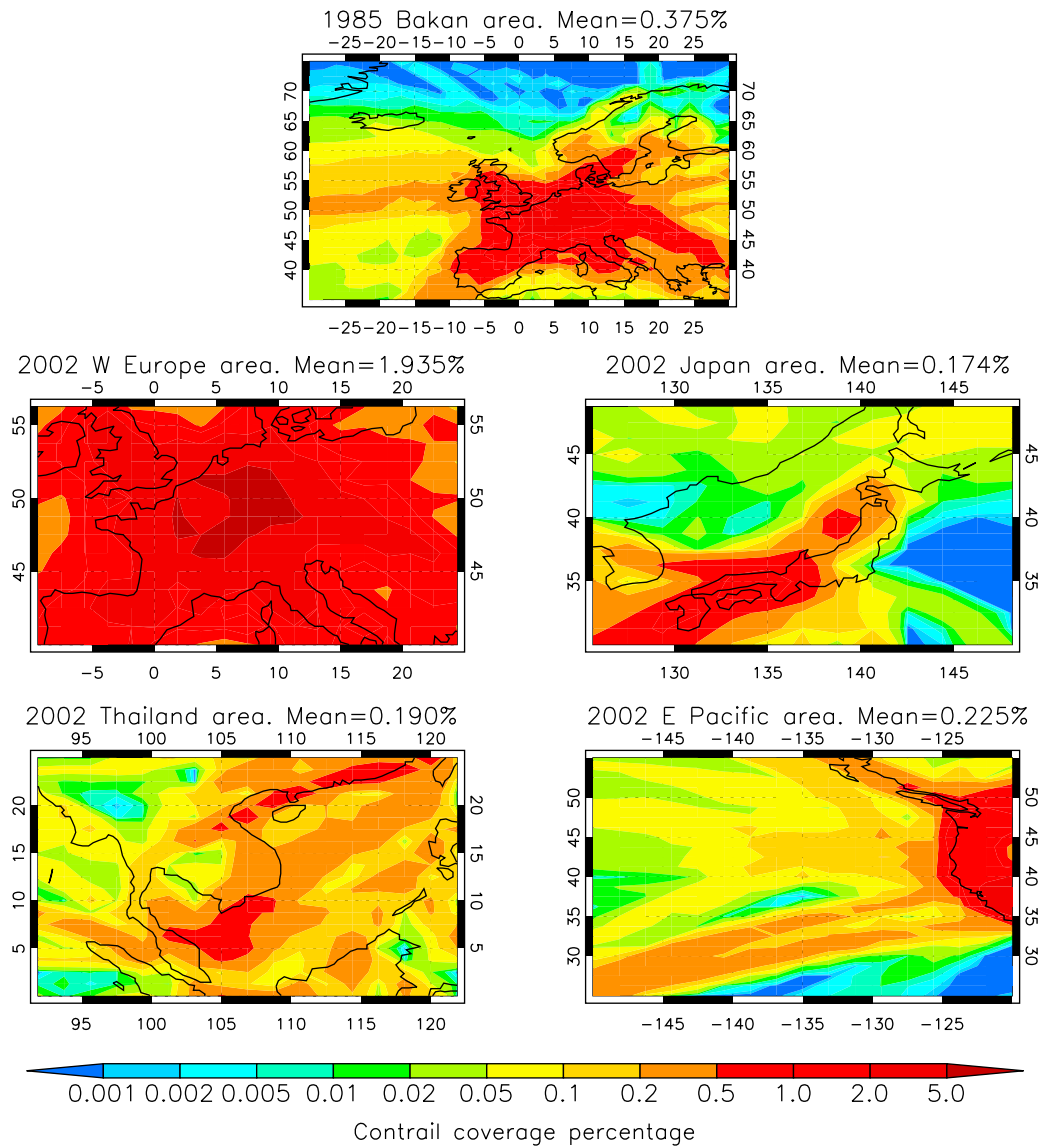 1985 Bakan area. Mean=0.375%
-25-20-15-10 -5 0 5 10 15 20 25
70 70
65 65
60 60
55 55
50 50
45 45
40 40
-25-20-15-10 -5 0 5 10 15 20 25
2002 W Europe area. Mean=1.935%
-5 0 5 10 15 20
55 55
50 50
45 45
-5 0 5 10 15 20
2002 Japan area. Mean=0.174%
130 135 140 145
45 45
40 40
35 35
130 135 140 145
2002 Thailand area. Mean=0.190%
95 100 105 110 115 120
20 20
15 15
10 10
5 5
95 100 105 110 115 120
2002 E Pacific area. Mean=0.225%
-145 -140 -135 -130 -125
50 50
45 45
40 40
35 35
30 30
-145 -140 -135 -130 -125
0.001 0.002 0.005 0.01 0.02 0.05 0.1 0.2 0.5 1.0 2.0 5.0
Contrail coverage percentage